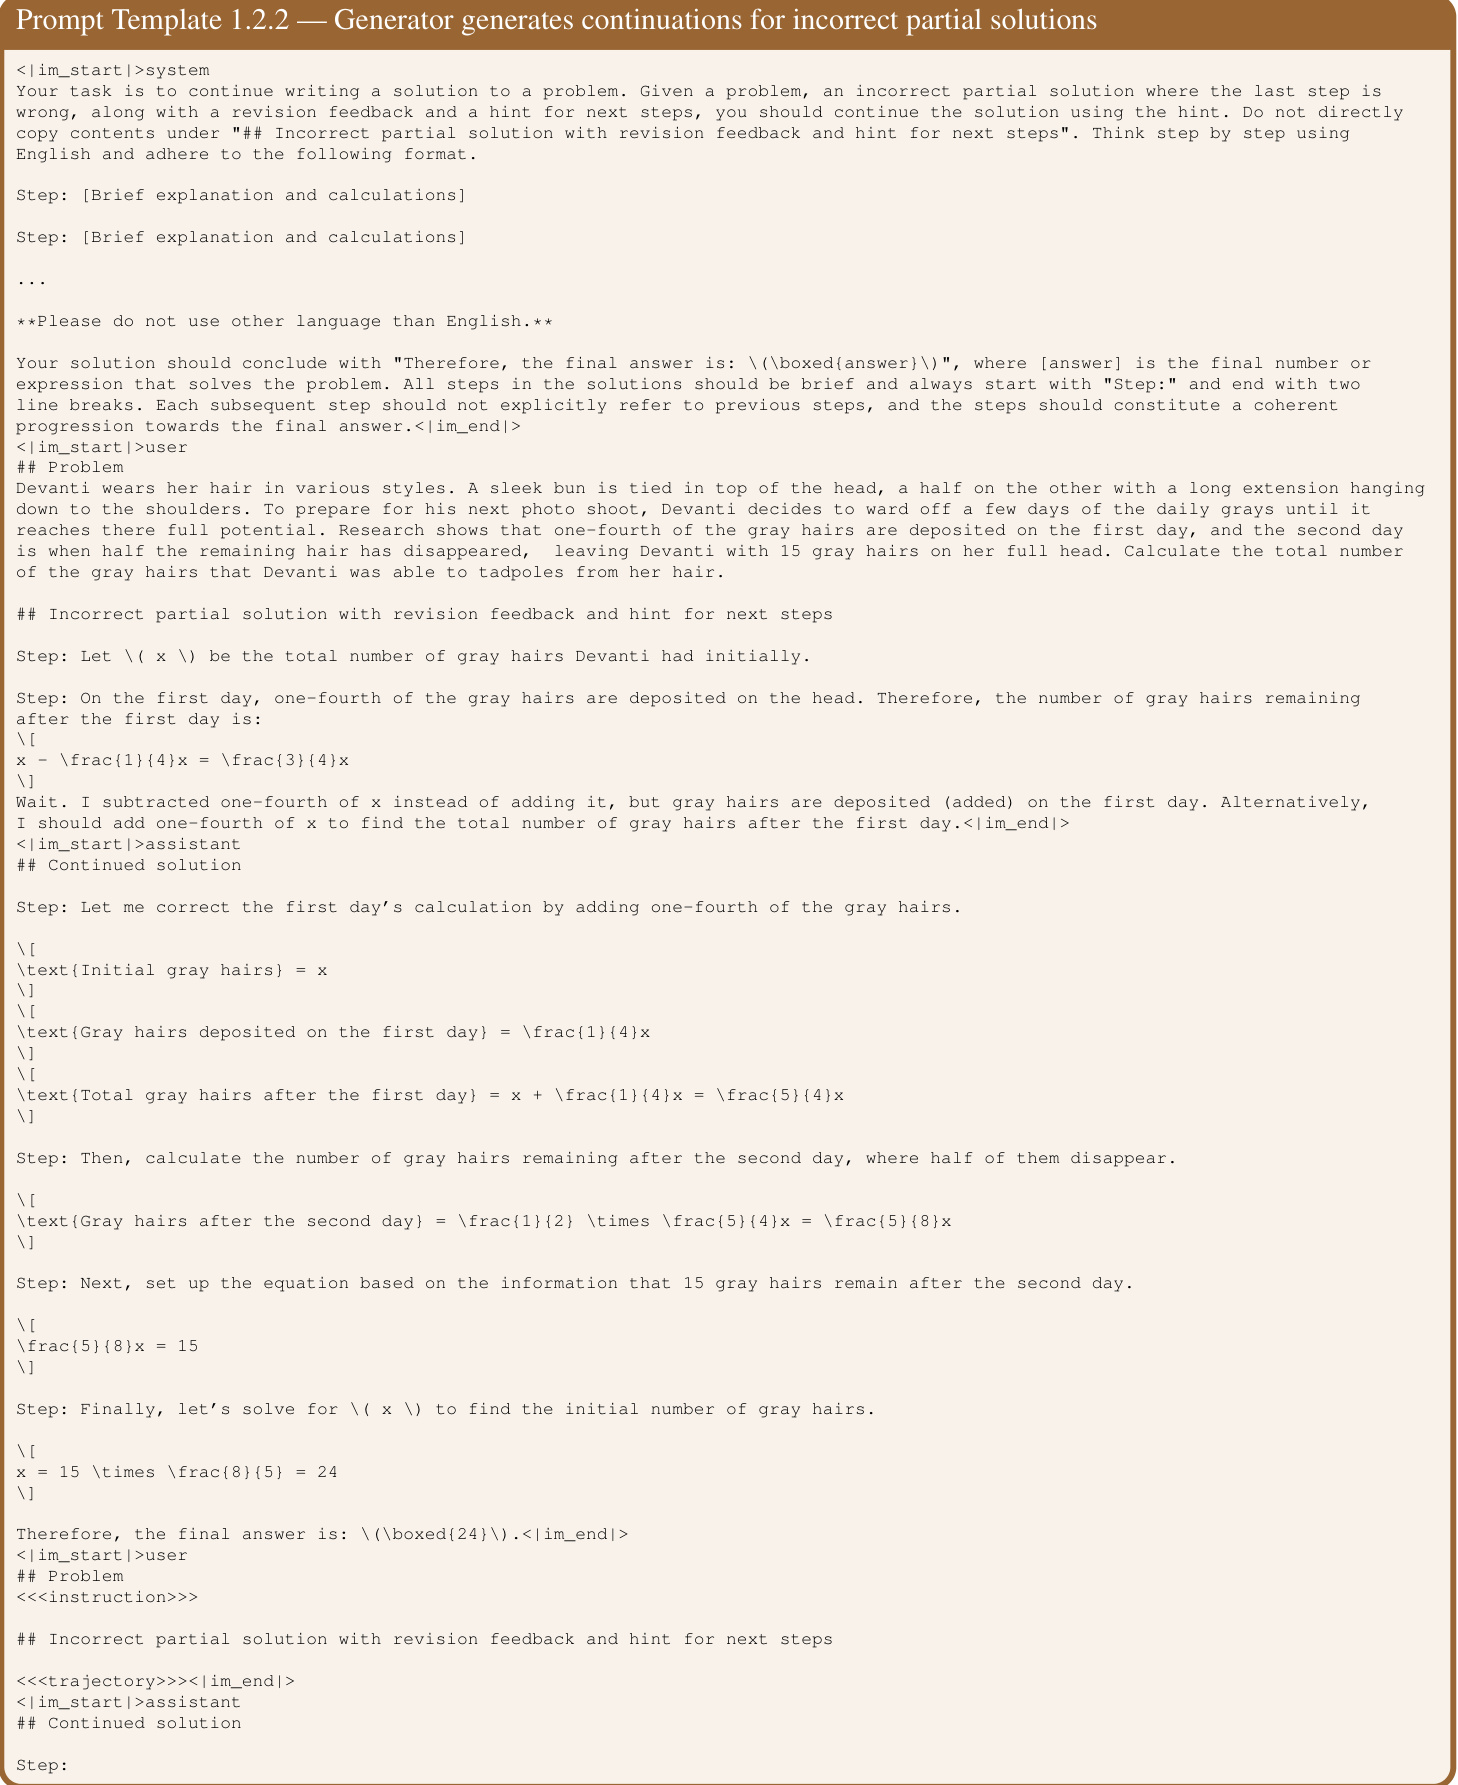 Prompt Template 1.2.2 — Generator generates continuations for incorrect partial solutions
<|im_start|>system
Your task is to continue writing a solution to a problem. Given a problem, an incorrect partial solution where the last step is
wrong, along with a revision feedback and a hint for next steps, you should continue the solution using the hint. Do not directly
copy contents under "## Incorrect partial solution with revision feedback and hint for next steps". Think step by step using
English and adhere to the following format.
Step: [Brief explanation and calculations]
Step: [Brief explanation and calculations]
...
**Please do not use other language than English.**
Your solution should conclude with "Therefore, the final answer is: \(\boxed{answer}\)", where [answer] is the final number or
expression that solves the problem. All steps in the solutions should be brief and always start with "Step:" and end with two
line breaks. Each subsequent step should not explicitly refer to previous steps, and the steps should constitute a coherent
progression towards the final answer.<|im_end|>
<|im_start|>user
## Problem
Devanti wears her hair in various styles. A sleek bun is tied in top of the head, a half on the other with a long extension hanging
down to the shoulders. To prepare for his next photo shoot, Devanti decides to ward off a few days of the daily grays until it
reaches there full potential. Research shows that one-fourth of the gray hairs are deposited on the first day, and the second day
is when half the remaining hair has disappeared,  leaving Devanti with 15 gray hairs on her full head. Calculate the total number
of the gray hairs that Devanti was able to tadpoles from her hair.
## Incorrect partial solution with revision feedback and hint for next steps
Step: Let \( x \) be the total number of gray hairs Devanti had initially.
Step: On the first day, one-fourth of the gray hairs are deposited on the head. Therefore, the number of gray hairs remaining
after the first day is:
\[
x - \frac{1}{4}x = \frac{3}{4}x
\]
Wait. I subtracted one-fourth of x instead of adding it, but gray hairs are deposited (added) on the first day. Alternatively,
I should add one-fourth of x to find the total number of gray hairs after the first day.<|im_end|>
<|im_start|>assistant
## Continued solution
Step: Let me correct the first day's calculation by adding one-fourth of the gray hairs.
\[
\text{Initial gray hairs} = x
\]
\[
\text{Gray hairs deposited on the first day} = \frac{1}{4}x
\]
\[
\text{Total gray hairs after the first day} = x + \frac{1}{4}x = \frac{5}{4}x
\]
Step: Then, calculate the number of gray hairs remaining after the second day, where half of them disappear.
\[
\text{Gray hairs after the second day} = \frac{1}{2} \times \frac{5}{4}x = \frac{5}{8}x
\]
Step: Next, set up the equation based on the information that 15 gray hairs remain after the second day.
\[
\frac{5}{8}x = 15
\]
Step: Finally, let's solve for \( x \) to find the initial number of gray hairs.
\[
x = 15 \times \frac{8}{5} = 24
\]
Therefore, the final answer is: \(\boxed{24}\).<|im_end|>
<|im_start|>user
## Problem
<<<instruction>>>
## Incorrect partial solution with revision feedback and hint for next steps
<<<trajectory>>><|im_end|>
<|im_start|>assistant
## Continued solution
Step: